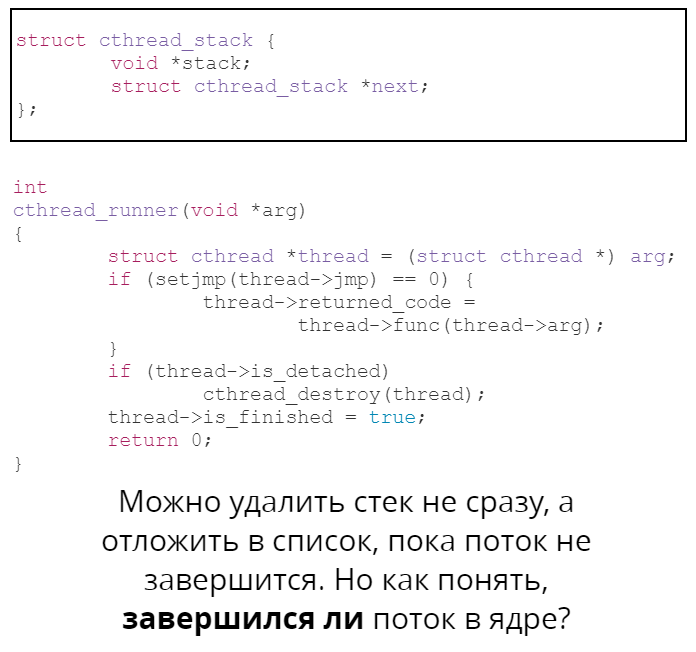 struct cthread_stack {
void *stack;
struct cthread_stack *next;
};
int
cthread_runner(void *arg)
{
struct cthread *thread = (struct cthread *) arg;
if (setjmp(thread->jmp) == 0) {
thread->returned_code =
thread->func(thread->arg);
}
if (thread->is_detached)
cthread_destroy(thread);
thread->is_finished = true;
return 0;
}
Можно удалить стек не сразу, а
отложить в список, пока поток не
завершится. Но как понять,
завершился ли поток в ядре?